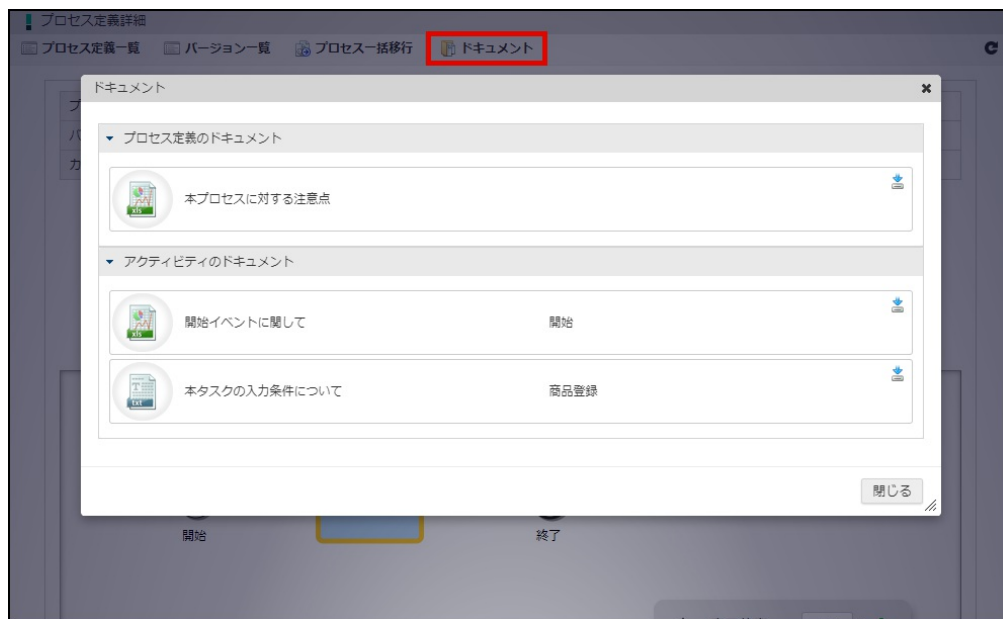 プロセス定義詳細
プロセス定義一覧 バージョン一覧 プロセス一括移行 ドキュメント
ドキュメント
プロセス定義のドキュメント
xls
本プロセスに対する注意点
アクティビティのドキュメント
xls
開始イベントに関して 開始
txt
本タスクの入力条件について 商品登録
閉じる
開始 終了